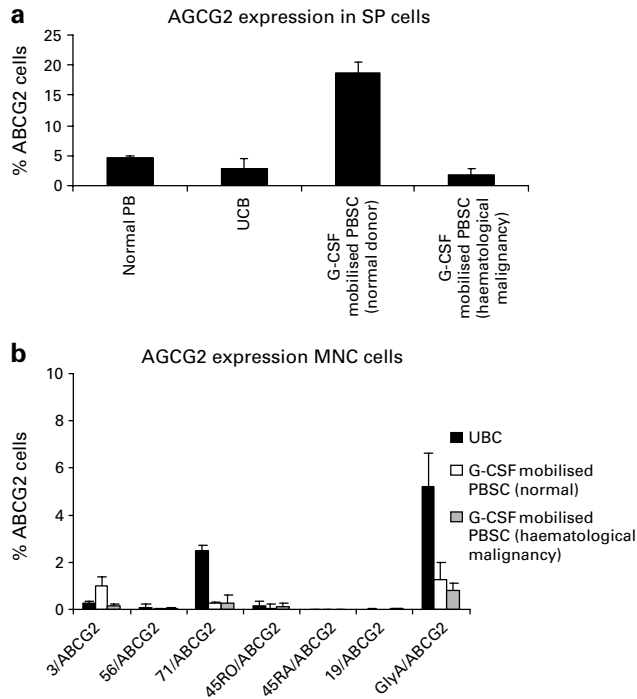 a
AGCG2 expression in SP cells
% ABCG2 cells
25
20
15
10
5
0
Normal PB
UCB
G-CSF
mobilised PBSC
(normal donor)
G-CSF
mobilised PBSC
(haematological
malignancy)
b
AGCG2 expression MNC cells
% ABCG2 cells
10
8
6
4
2
0
3/ABCG2
56/ABCG2
71/ABCG2
45RO/ABCG2
45RA/ABCG2
19/ABCG2
GlyA/ABCG2
UBC
G-CSF mobilised
PBSC (normal)
G-CSF mobilised
PBSC (haematological
malignancy)